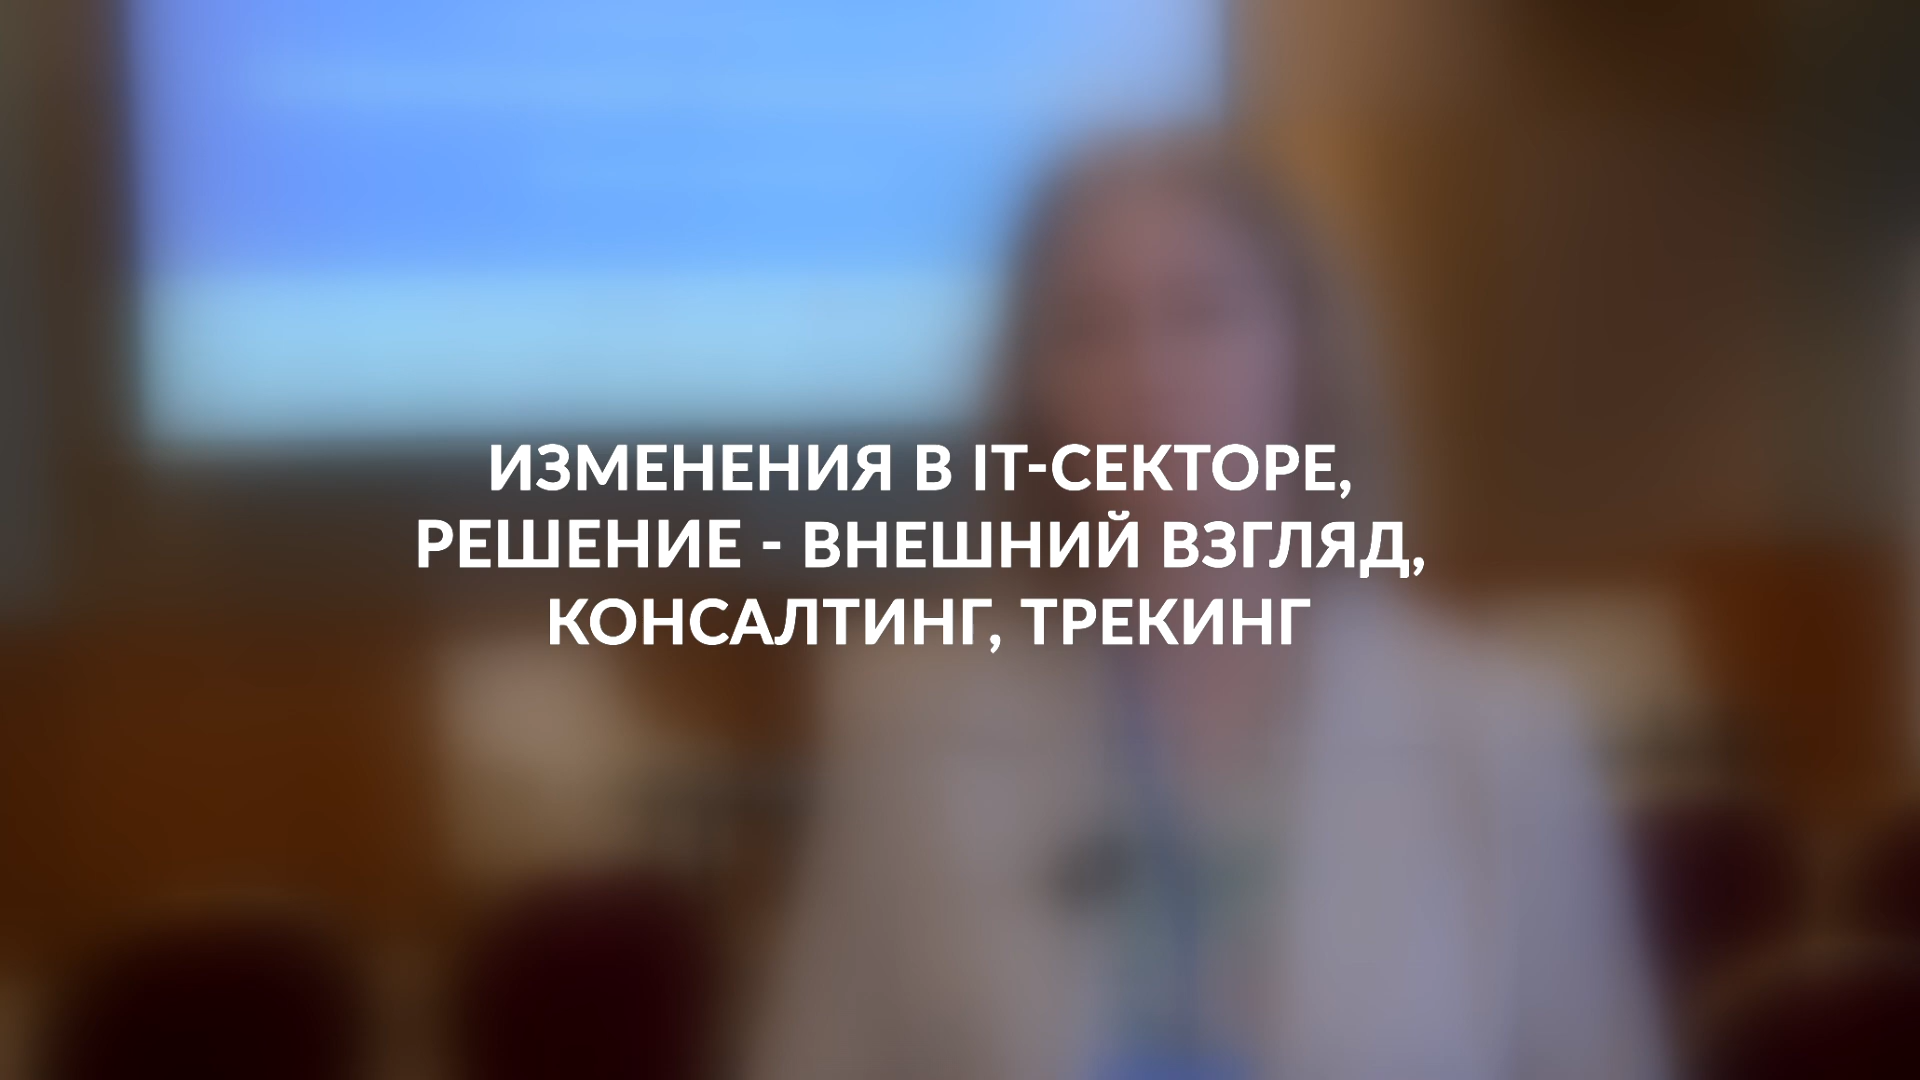 ИЗМЕНЕНИЯ В IT-СЕКТОРЕ,
РЕШЕНИЕ - ВНЕШНИЙ ВЗГЛЯД,
КОНСАЛТИНГ, ТРЕКИНГ